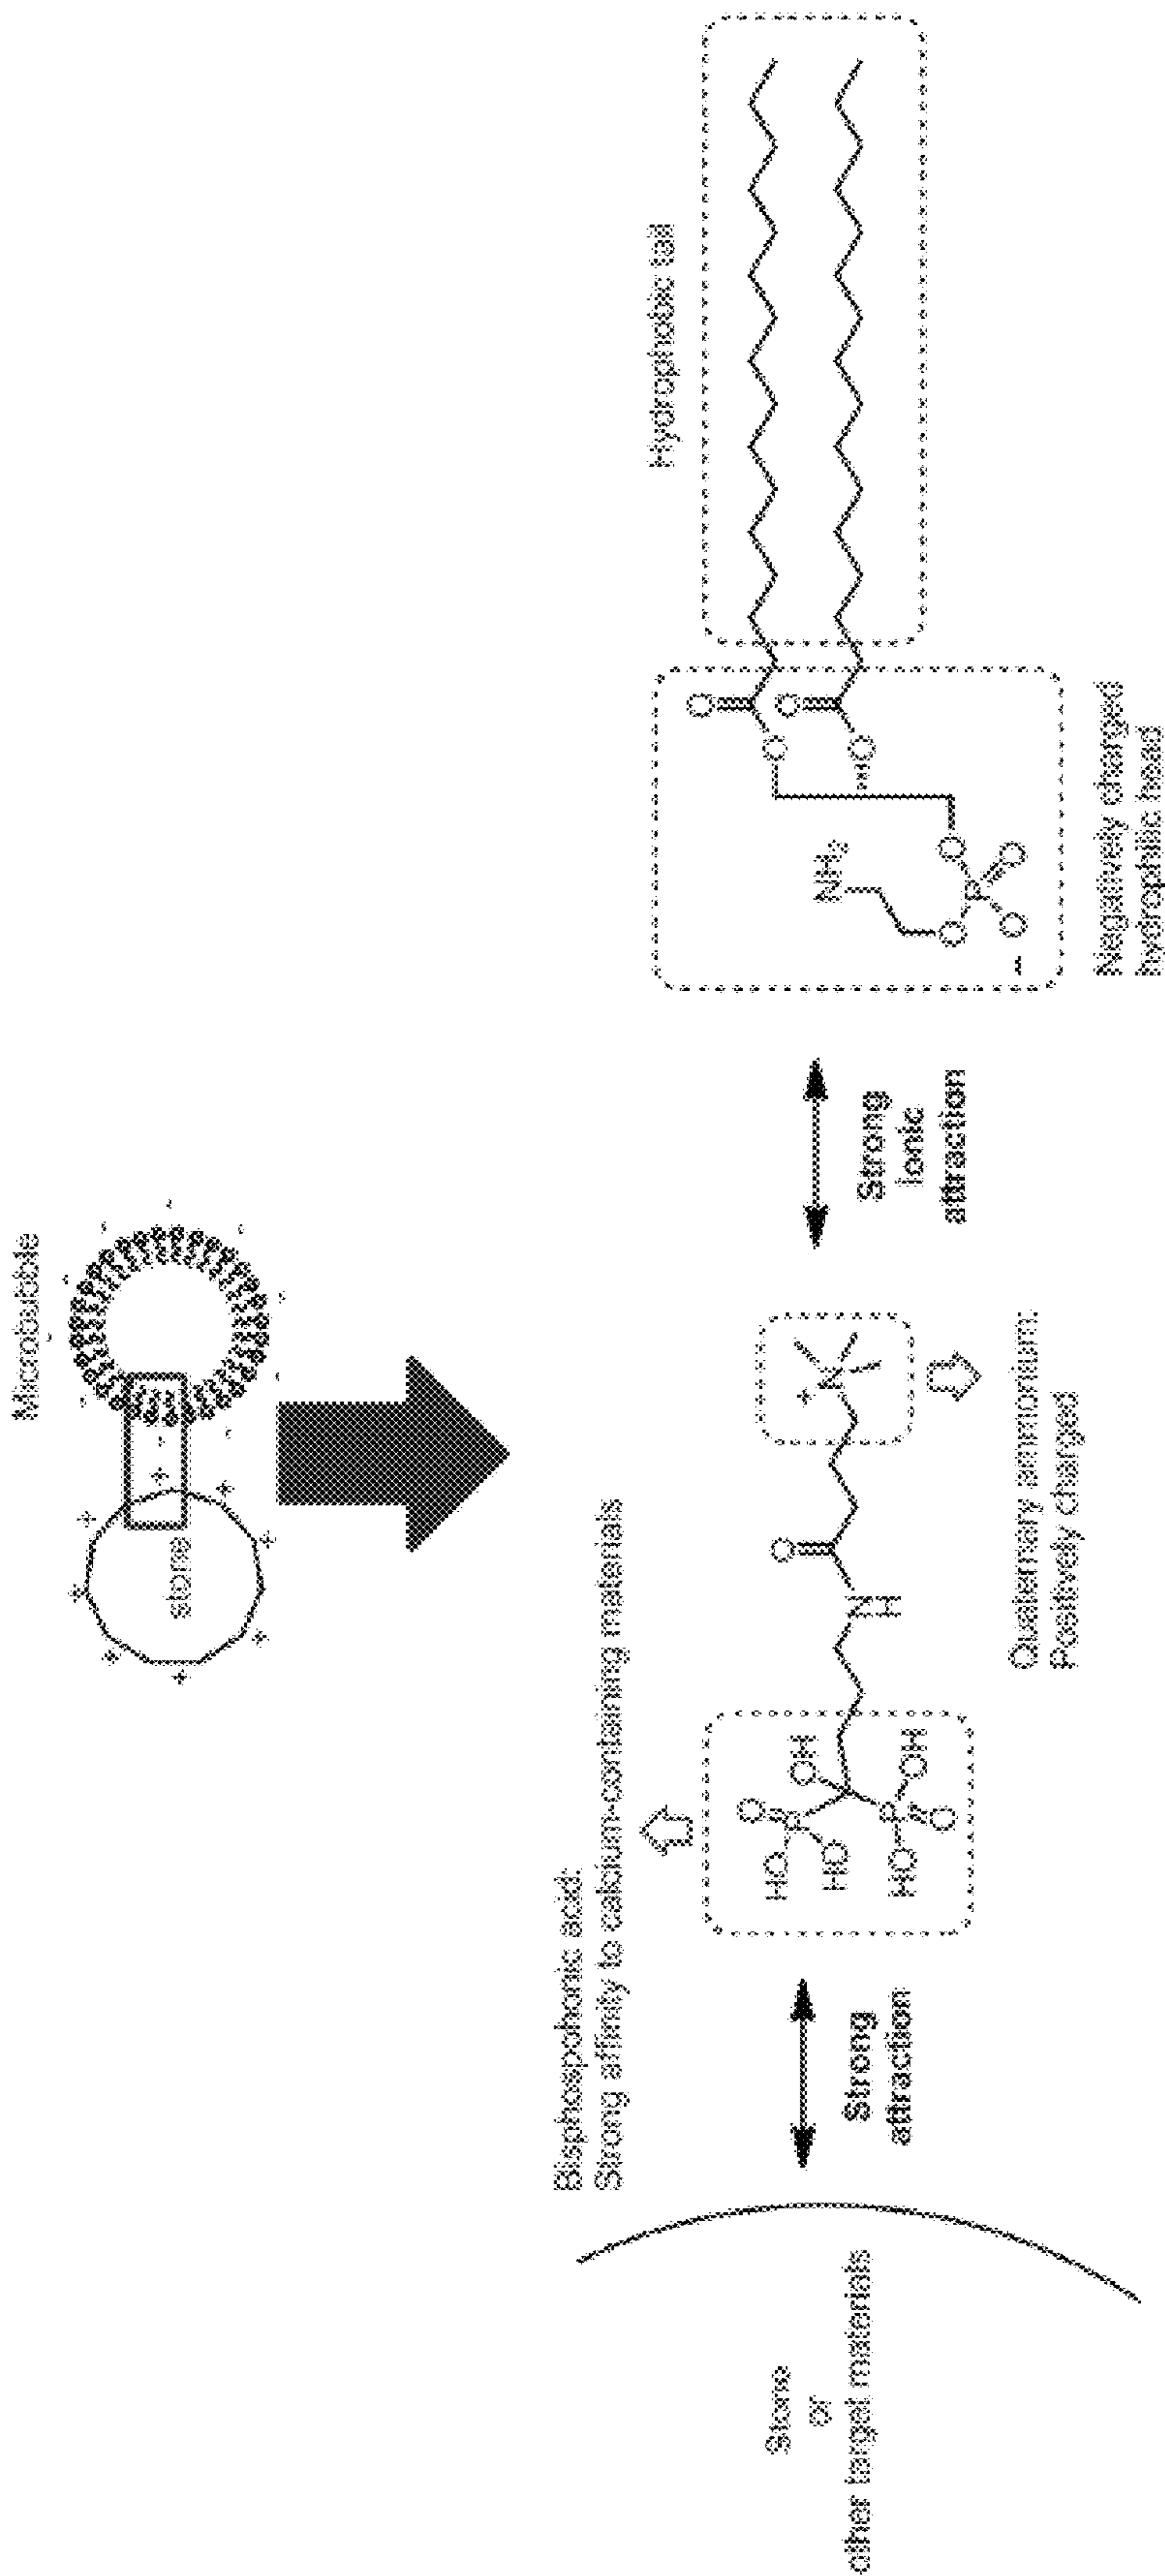 Microbubble
stone
Bisphosphonic acid:
Strong affinity to calcium-containing materials
Hydrophobic tail
Stone
or
other target materials
Strong
attraction
HO
HO
HO
O
P
OH
P
OH
O
N
H
O
+
N
Quaternary ammonium:
Positively charged
Strong
ionic
attraction
NH2
O
O
O
O
O
P
O
O
O
-
Negatively charged
hydrophilic head